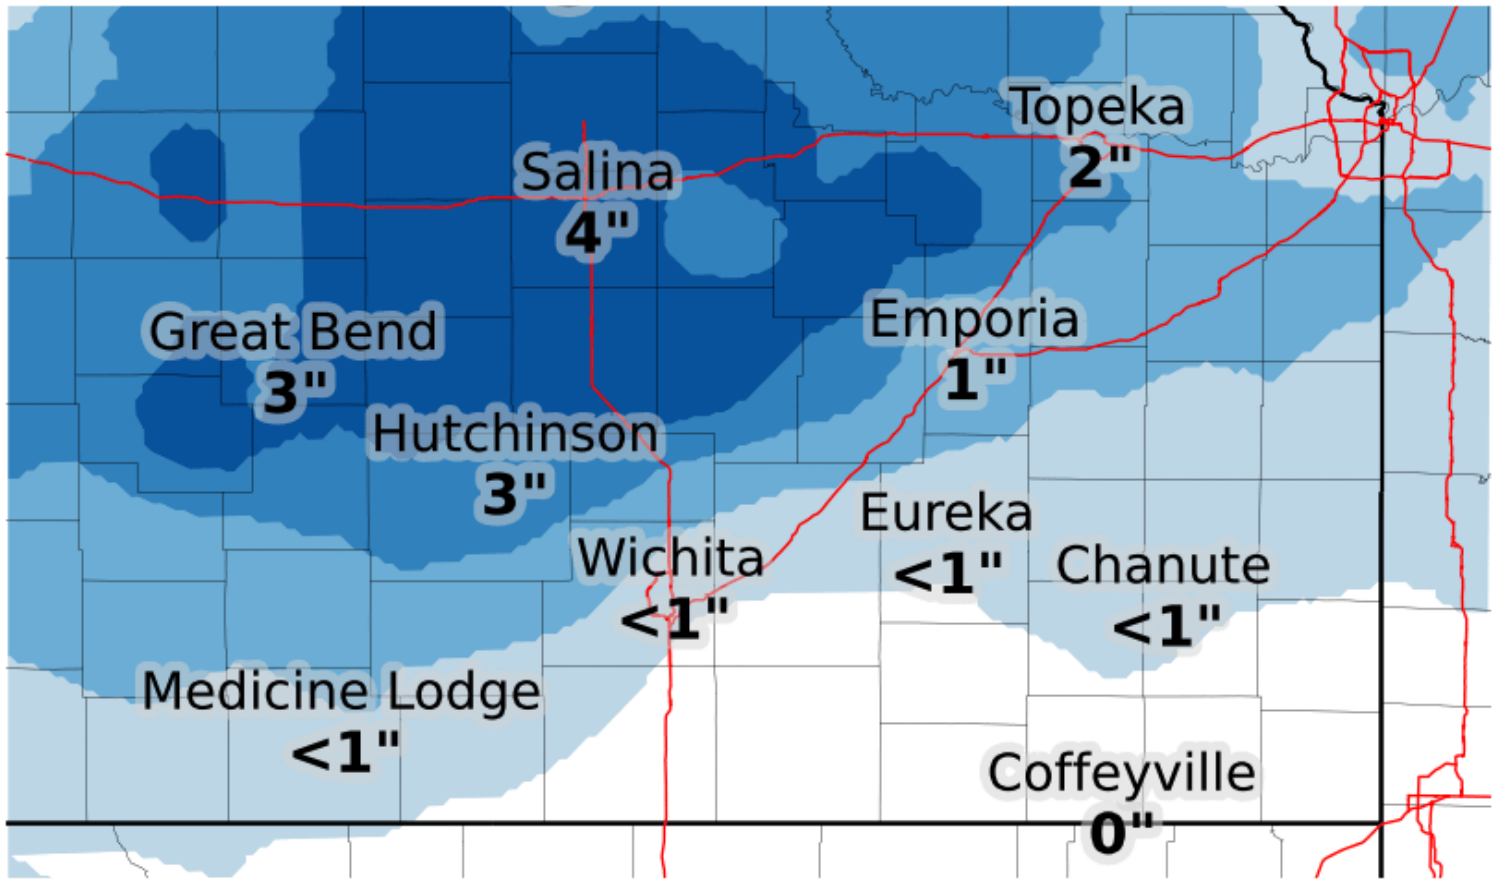 Topeka
2"
Salina
4"
Great Bend
3"
Emporia
1"
Hutchinson
3"
Eureka
<1"
Wichita
<1"
Chanute
<1"
Medicine Lodge
<1"
Coffeyville
0"